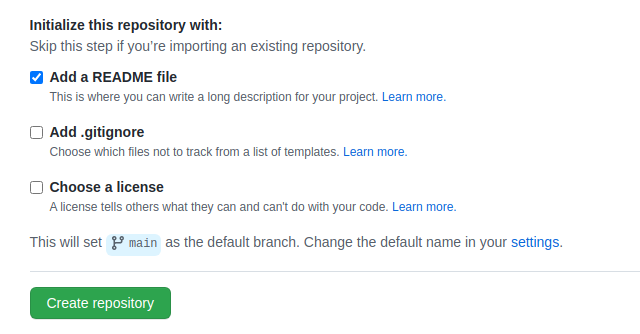 Initialize this repository with:
Skip this step if you're importing an existing repository.
Add a README file
This is where you can write a long description for your project. Learn more.
Add .gitignore
Choose which files not to track from a list of templates. Learn more.
Choose a license
A license tells others what they can and can't do with your code. Learn more.
This will set main as the default branch. Change the default name in your settings.
Create repository